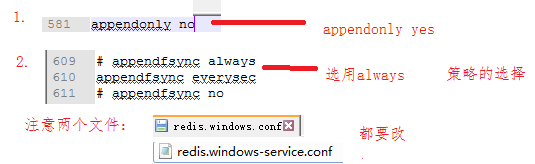 1.
581 appendonly no
appendonly yes
2.
609 # appendfsync always
610 appendfsync everysec
611 # appendfsync no
选用always 策略的选择
注意两个文件：
redis.windows.conf
都要改
redis.windows-service.conf